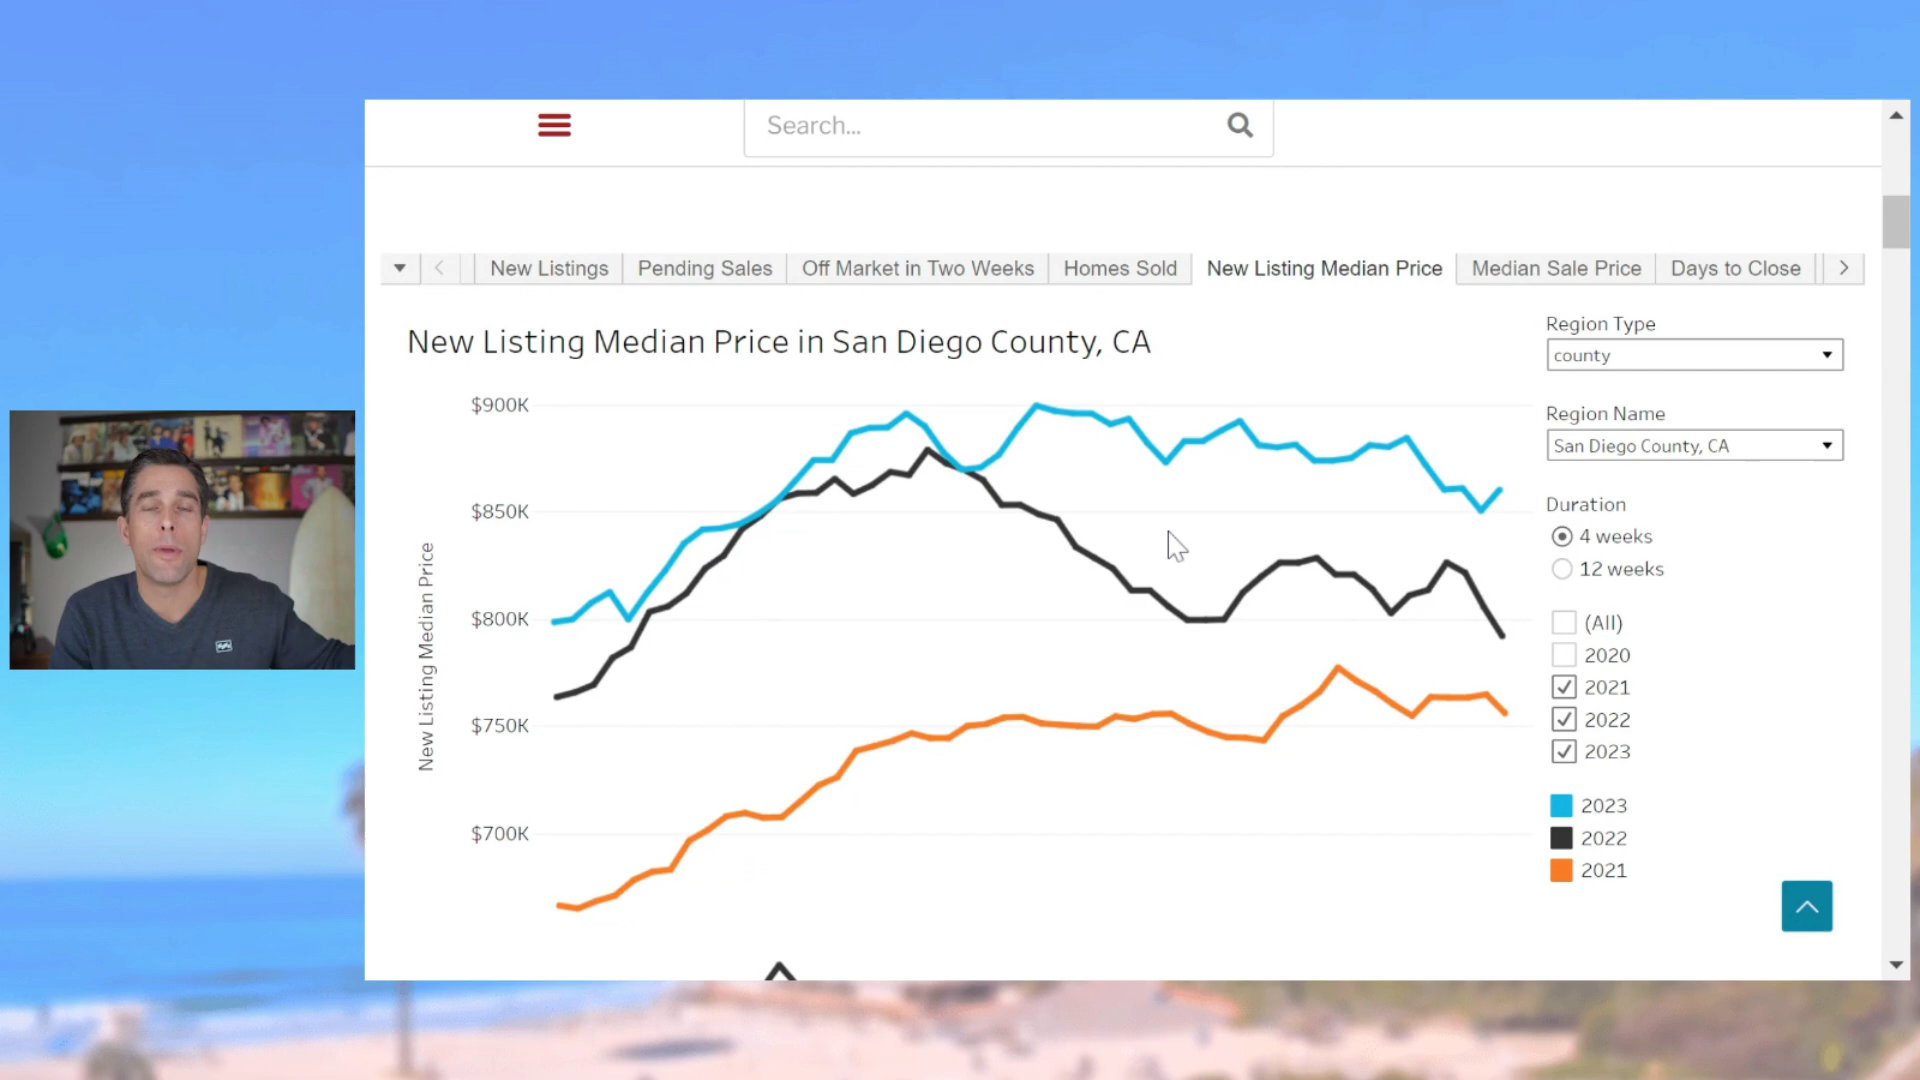 Search...
New Listings
Pending Sales
Off Market in Two Weeks
Homes Sold
New Listing Median Price
Median Sale Price
Days to Close
New Listing Median Price in San Diego County, CA
Region Type
county
Region Name
San Diego County, CA
Duration
4 weeks
12 weeks
(All)
2020
2021
2022
2023
2023
2022
2021
$900K
$850K
$800K
$750K
$700K
New Listing Median Price